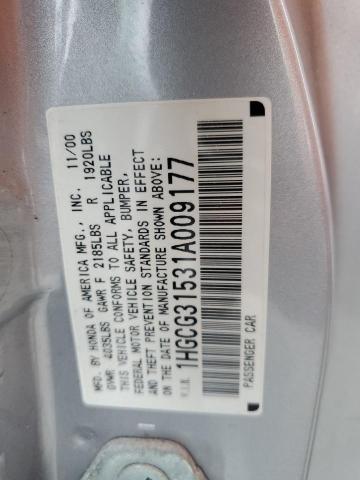 MFD. BY HONDA OF AMERICA MFG., INC. 11/00
GVWR 4035LBS GAWR F 2185LBS R 1920LBS
THIS VEHICLE CONFORMS TO ALL APPLICABLE
FEDERAL MOTOR VEHICLE SAFETY, BUMPER,
AND THEFT PREVENTION STANDARDS IN EFFECT
ON THE DATE OF MANUFACTURE SHOWN ABOVE:
V.I.N. 1HGCG31531A009177
PASSENGER CAR